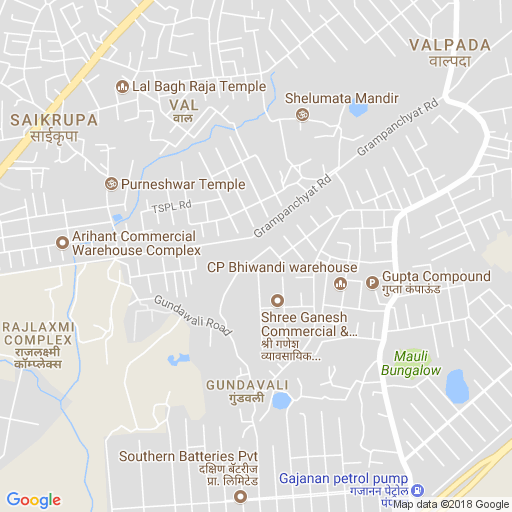 VALPADA
वाल्पदा
Lal Bagh Raja Temple
VAL
वाल
Shelumata Mandir
SAIKRUPA
साईकृपा
Grampanchyat Rd
Purneshwar Temple
TSPL Rd
Grampanchyat Rd
Arihant Commercial
Warehouse Complex
CP Bhiwandi warehouse
Gupta Compound
गुप्ता कंपाऊंड
Gundawali Road
Shree Ganesh
Commercial &...
श्री गणेश
व्यावसायिक...
RAJLAXMI
COMPLEX
राजलक्ष्मी
कॉम्प्लेक्स
Mauli
Bungalow
GUNDAVALI
गुंडवली
Southern Batteries Pvt
दक्षिण बॅटरीज
प्रा. लिमिटेड
Gajanan petrol pump
गजानन पेट्रोल
Google
Map data ©2018 Google